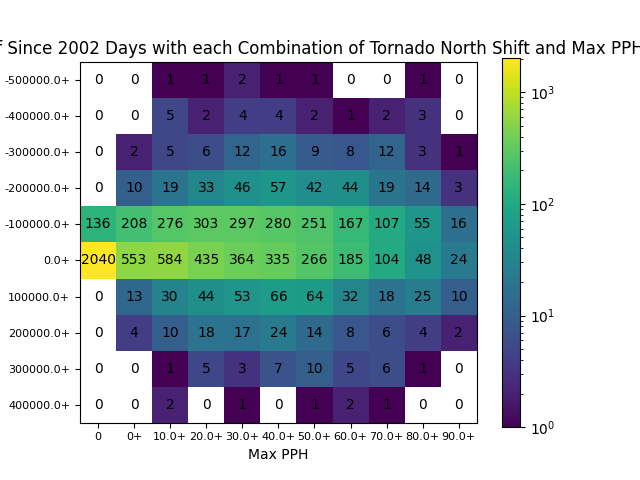 f Since 2002 Days with each Combination of Tornado North Shift and Max PPH
-500000.0+ 0 0 1 1 2 1 1 0 0 1 0
-400000.0+ 0 0 5 2 4 4 2 1 2 3 0
-300000.0+ 0 2 5 6 12 16 9 8 12 3 1
-200000.0+ 0 10 19 33 46 57 42 44 19 14 3
-100000.0+ 136 208 276 303 297 280 251 167 107 55 16
0.0+ 2040 553 584 435 364 335 266 185 104 48 24
100000.0+ 0 13 30 44 53 66 64 32 18 25 10
200000.0+ 0 4 10 18 17 24 14 8 6 4 2
300000.0+ 0 0 1 5 3 7 10 5 6 1 0
400000.0+ 0 0 2 0 1 0 1 2 1 0 0
0 0+ 10.0+ 20.0+ 30.0+ 40.0+ 50.0+ 60.0+ 70.0+ 80.0+ 90.0+
Max PPH
10³
10²
10¹
10⁰